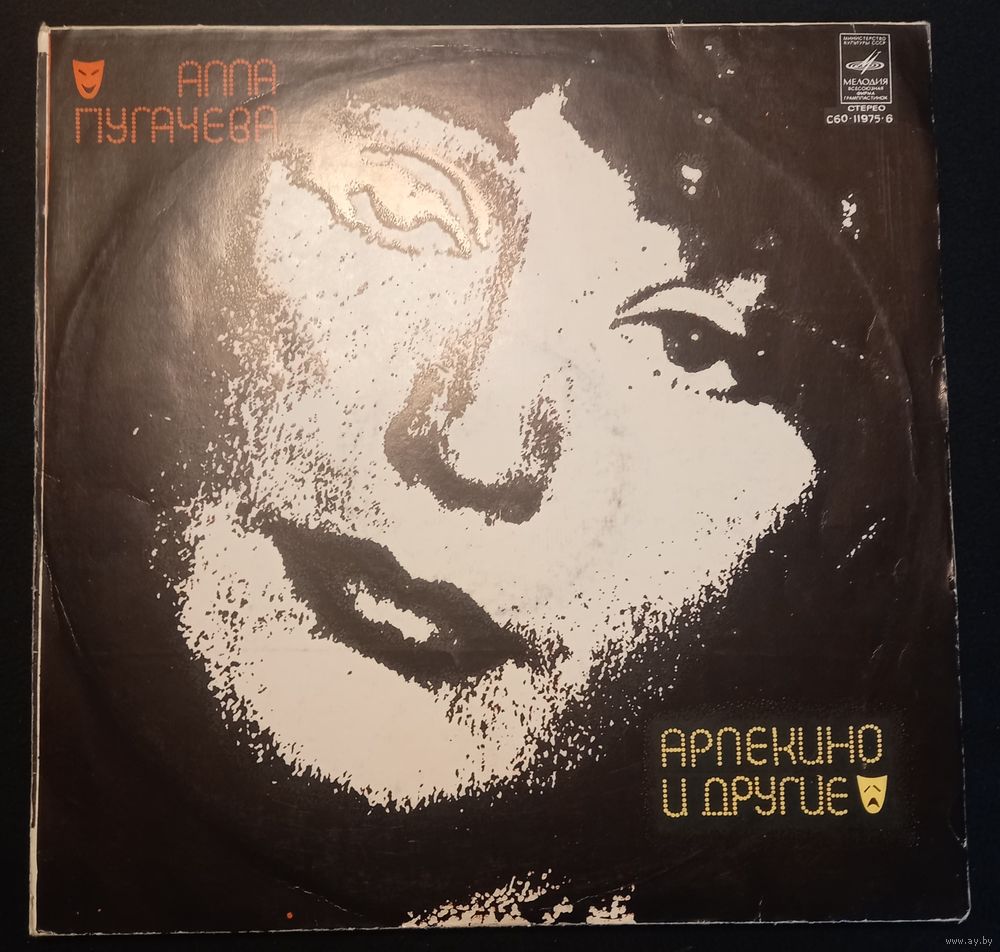 АЛЛА
ПУГАЧЕВА
МИНИСТЕРСТВО
КУЛЬТУРЫ СССР
МЕЛОДИЯ
ВСЕСОЮЗНАЯ
ФИРМА
ГРАМПЛАСТИНОК
СТЕРЕО
С60-11975-6
АРЛЕКИНО
И ДРУГИЕ
www.ay.by